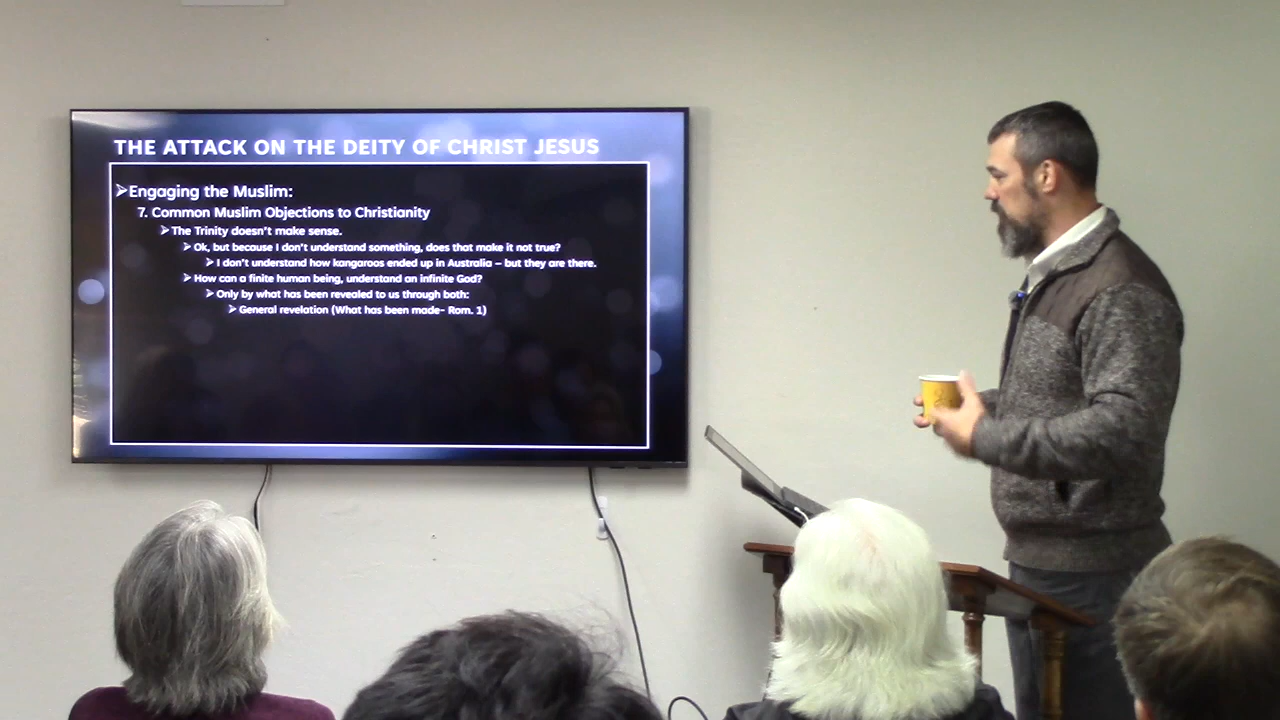 THE ATTACK ON THE DEITY OF CHRIST JESUS
➢Engaging the Muslim:
7. Common Muslim Objections to Christianity
➢The Trinity doesn't make sense.
➢Ok, but because I don't understand something, does that make it not true?
➢I don't understand how kangaroos ended up in Australia – but they are there.
➢How can a finite human being, understand an infinite God?
➢Only by what has been revealed to us through both:
➢General revelation (What has been made- Rom. 1)